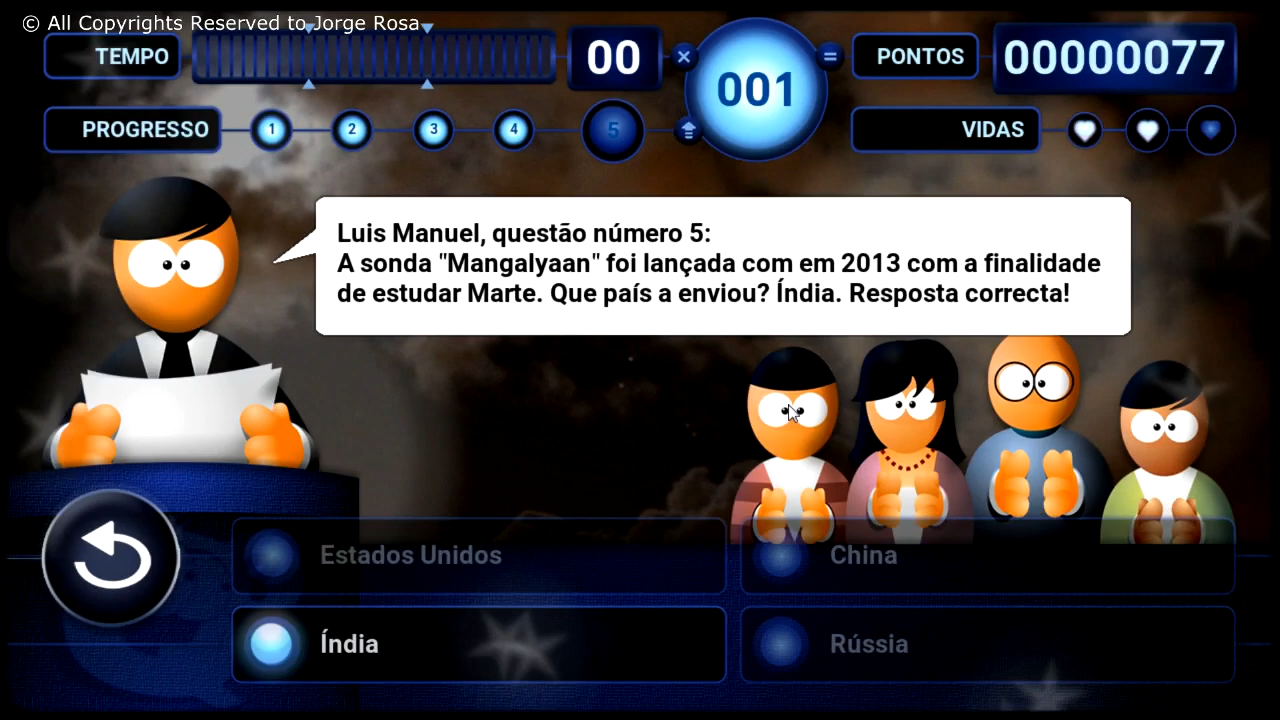 © All Copyrights Reserved to Jorge Rosa
TEMPO
00
001
PONTOS
00000077
PROGRESSO
1
2
3
4
5
VIDAS
Luis Manuel, questão número 5:
A sonda "Mangalyaan" foi lançada com em 2013 com a finalidade
de estudar Marte. Que país a enviou? Índia. Resposta correcta!
Estados Unidos
China
Índia
Rússia